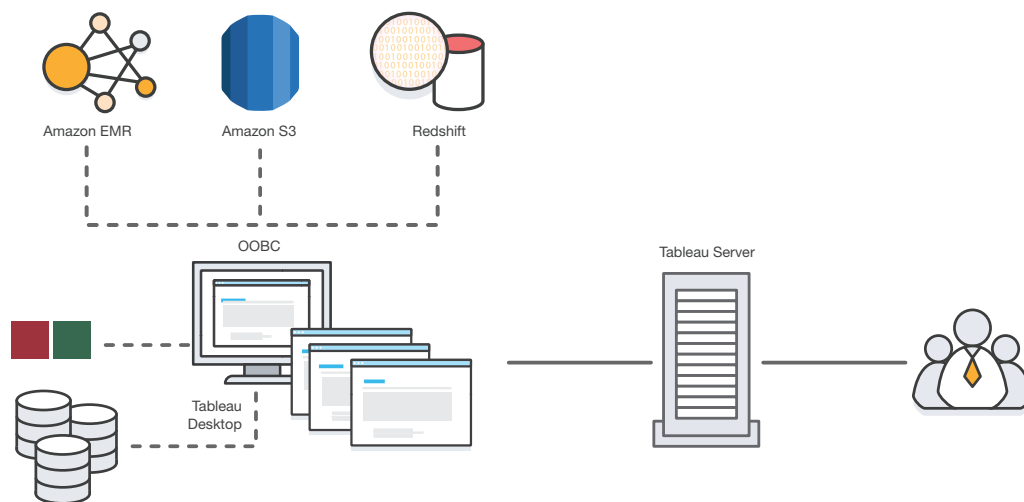 Amazon EMR
Amazon S3
Redshift
OOBC
Tableau Server
Tableau
Desktop